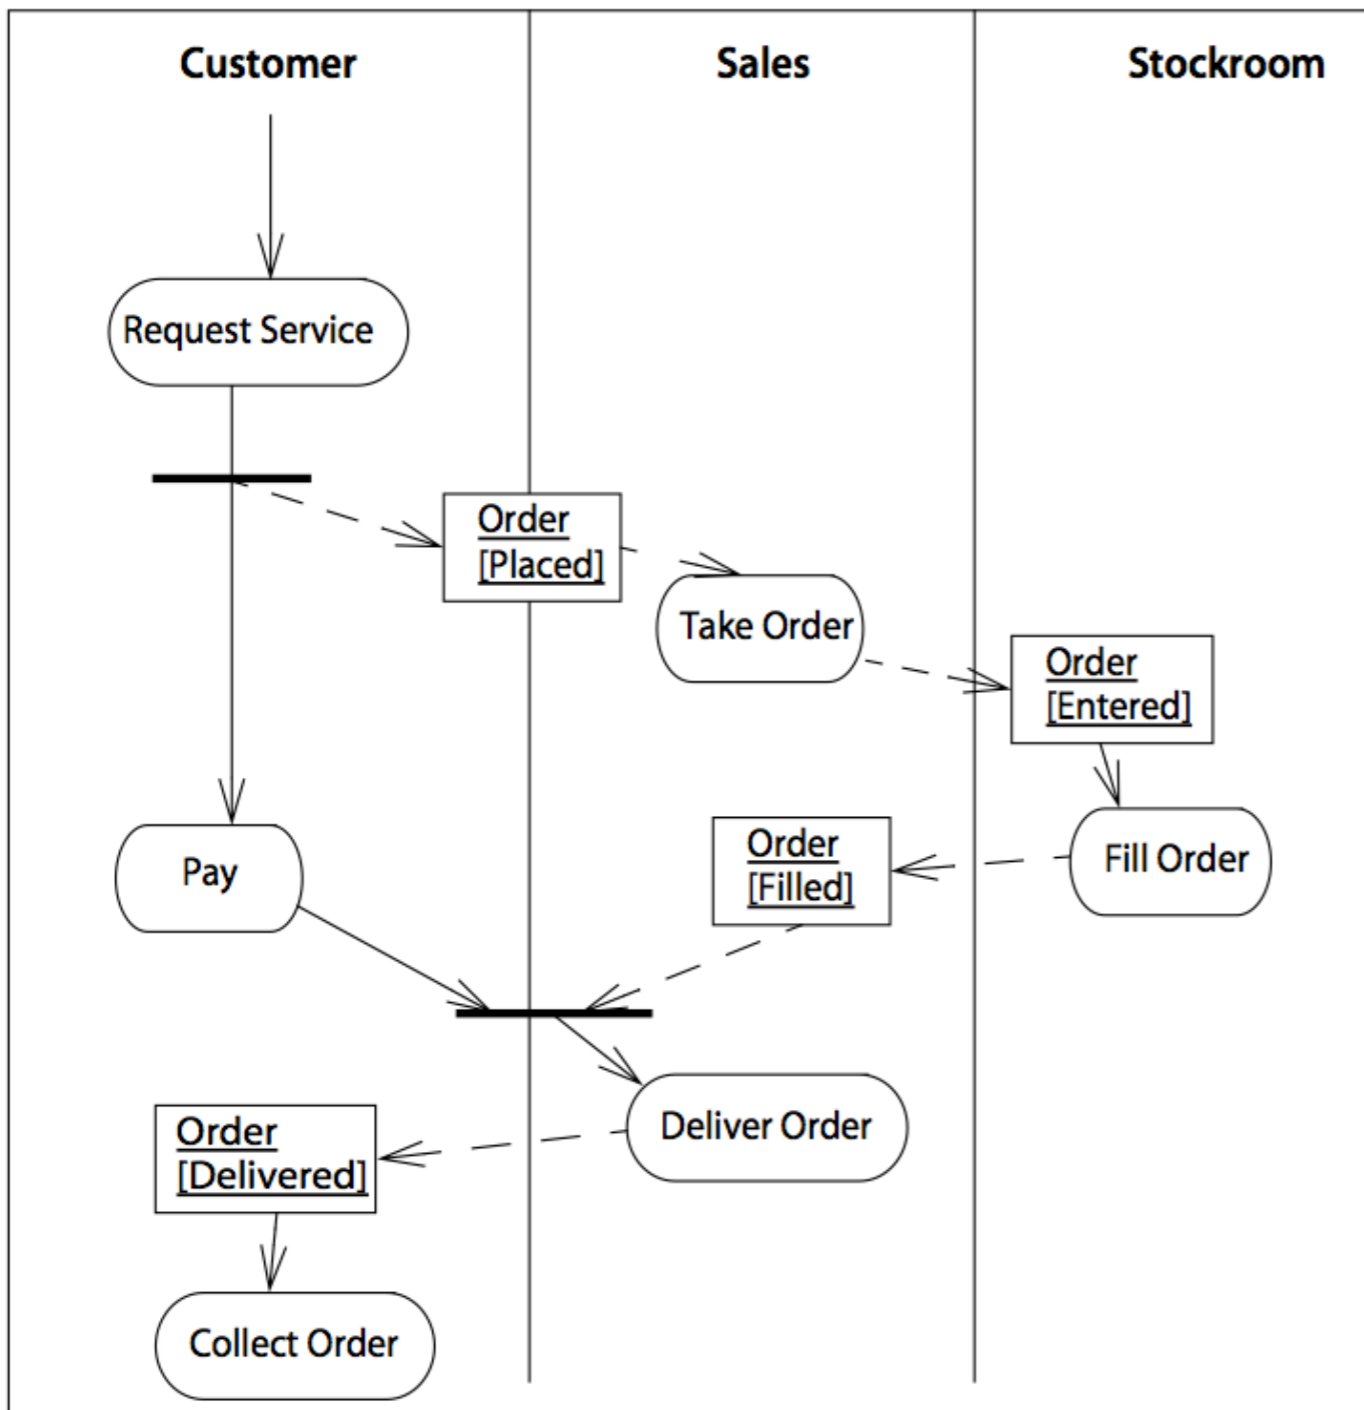 Customer
Sales
Stockroom
Request Service
Order
[Placed]
Take Order
Order
[Entered]
Pay
Order
[Filled]
Fill Order
Deliver Order
Order
[Delivered]
Collect Order